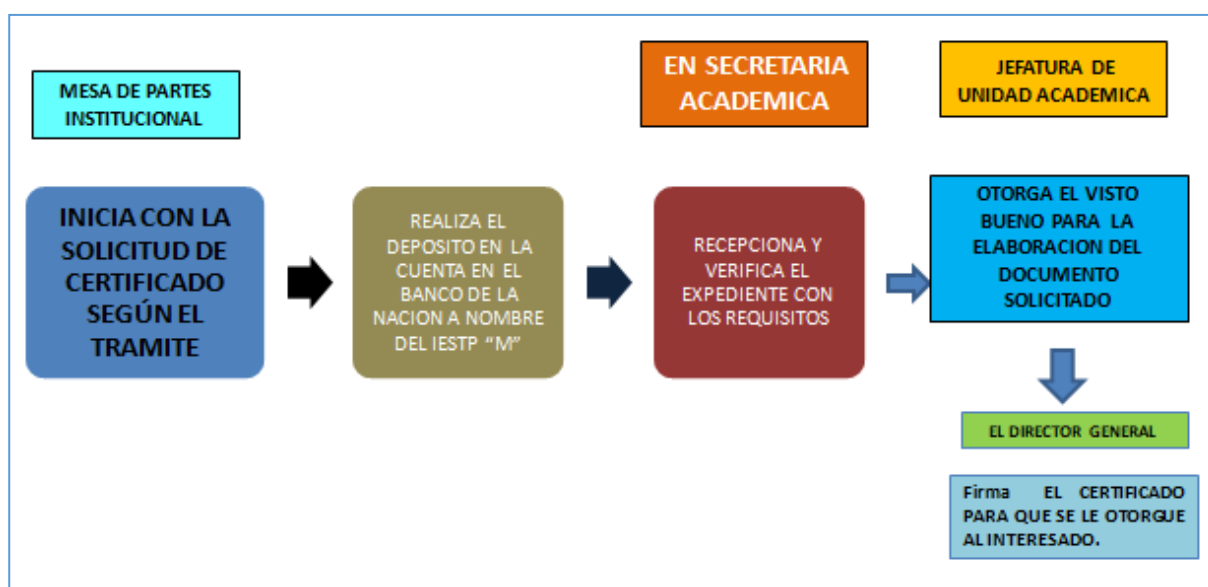 MESA DE PARTES
INSTITUCIONAL
EN SECRETARIA
ACADEMICA
JEFATURA DE
UNIDAD ACADEMICA
INICIA CON LA
SOLICITUD DE
CERTIFICADO
SEGÚN EL
TRAMITE
REALIZA EL
DEPOSITO EN LA
CUENTA EN EL
BANCO DE LA
NACION A NOMBRE
DEL IESTP “M”
RECEPCIONA Y
VERIFICA EL
EXPEDIENTE CON
LOS REQUISITOS
OTORGA EL VISTO
BUENO PARA LA
ELABORACION DEL
DOCUMENTO
SOLICITADO
EL DIRECTOR GENERAL
Firma EL CERTIFICADO
PARA QUE SE LE OTORGUE
AL INTERESADO.